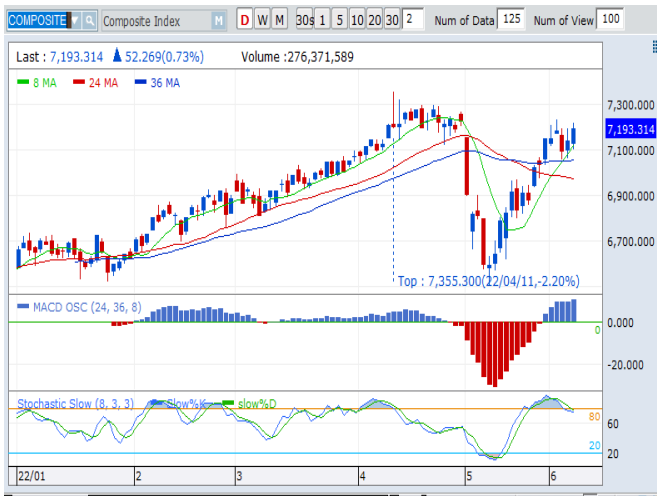 COMPOSITE Composite Index M D W M 30s 1 5 10 20 30 2 Num of Data 125 Num of View 100
Last : 7,193.314 ▲ 52.269(0.73%) Volume :276,371,589
8 MA 24 MA 36 MA
7,300.000
7,193.314
7,100.000
6,900.000
6,700.000
Top : 7,355.300(22/04/11,-2.20%)
MACD OSC (24, 36, 8)
0.000
0
-20.000
Stochastic Slow (8, 3, 3) Slow%K slow%D
80
60
20
20
22/01 2 3 4 5 6